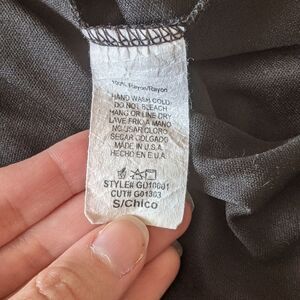 100% Rayon/Rayon
HAND WASH COLD
DO NOT BLEACH
HANG OR LINE DRY
LAVE FRIO A MANO
NO USAR CLORO
SECAR COLGADO
MADE IN U.S.A.
HECHO EN E.U.A.
STYLE# GD10001
CUT# G01303
S/Chico